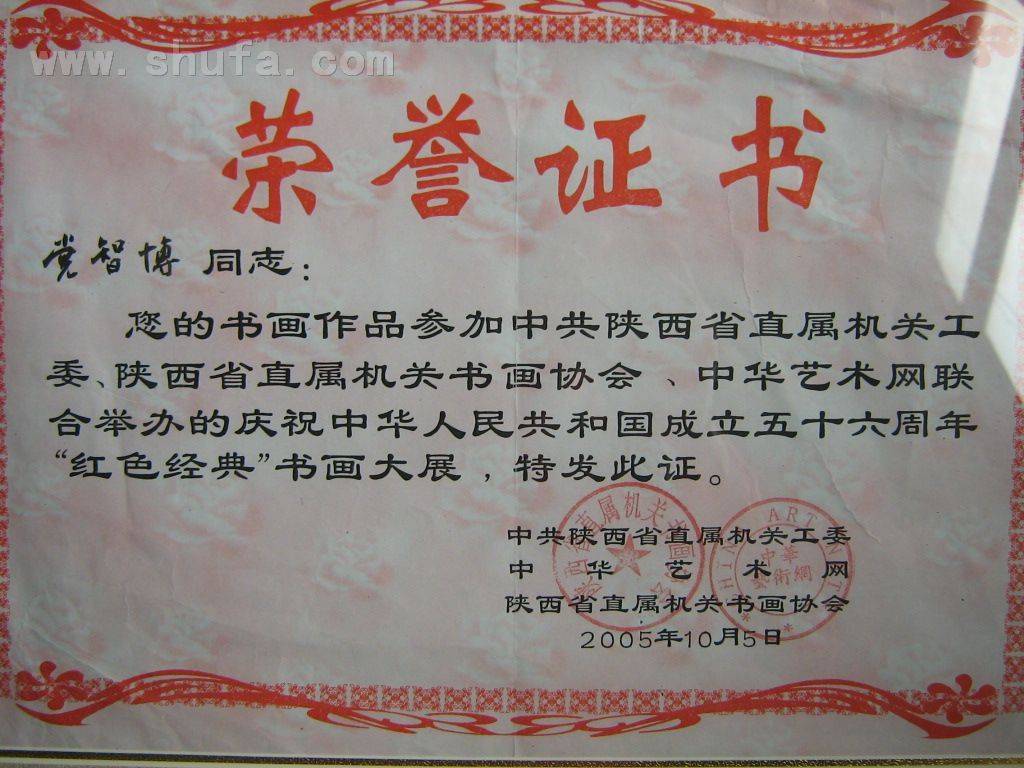 www.shufa.com
荣誉证书
党智博 同志：
您的书画作品参加中共陕西省直属机关工
委、陕西省直属机关书画协会、中华艺术网联
合举办的庆祝中华人民共和国成立五十六周年
“红色经典”书画大展，特发此证。
中共陕西省直属机关工委
中华艺术网
陕西省直属机关书画协会
2005年10月5日